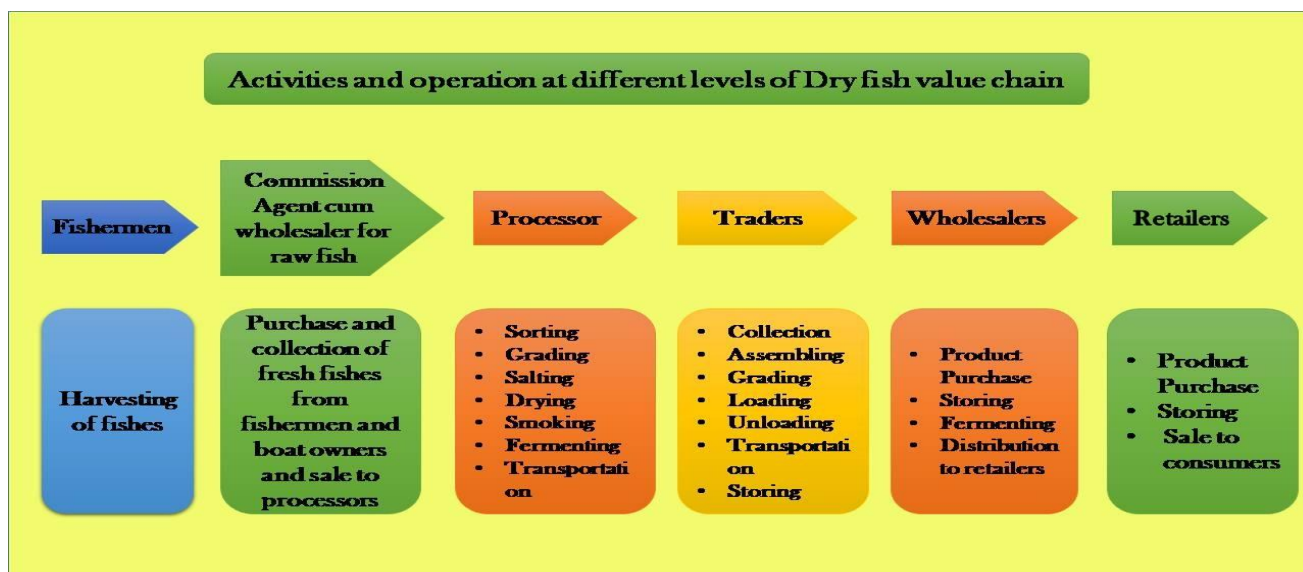 Activities and operation at different levels of Dry fish value chain
Fishermen
Commission
Agent cum
wholesaler for
raw fish
Processor
Traders
Wholesalers
Retailers
Harvesting
of fishes
Purchase and
collection of
fresh fishes
from
fishermen and
boat owners
and sale to
processors
• Sorting
• Grading
• Salting
• Drying
• Smoking
• Fermenting
• Transportati
on
• Collection
• Assembling
• Grading
• Loading
• Unloading
• Transportati
on
• Storing
• Product
Purchase
• Storing
• Fermenting
• Distribution
to retailers
• Product
Purchase
• Storing
• Sale to
consumers